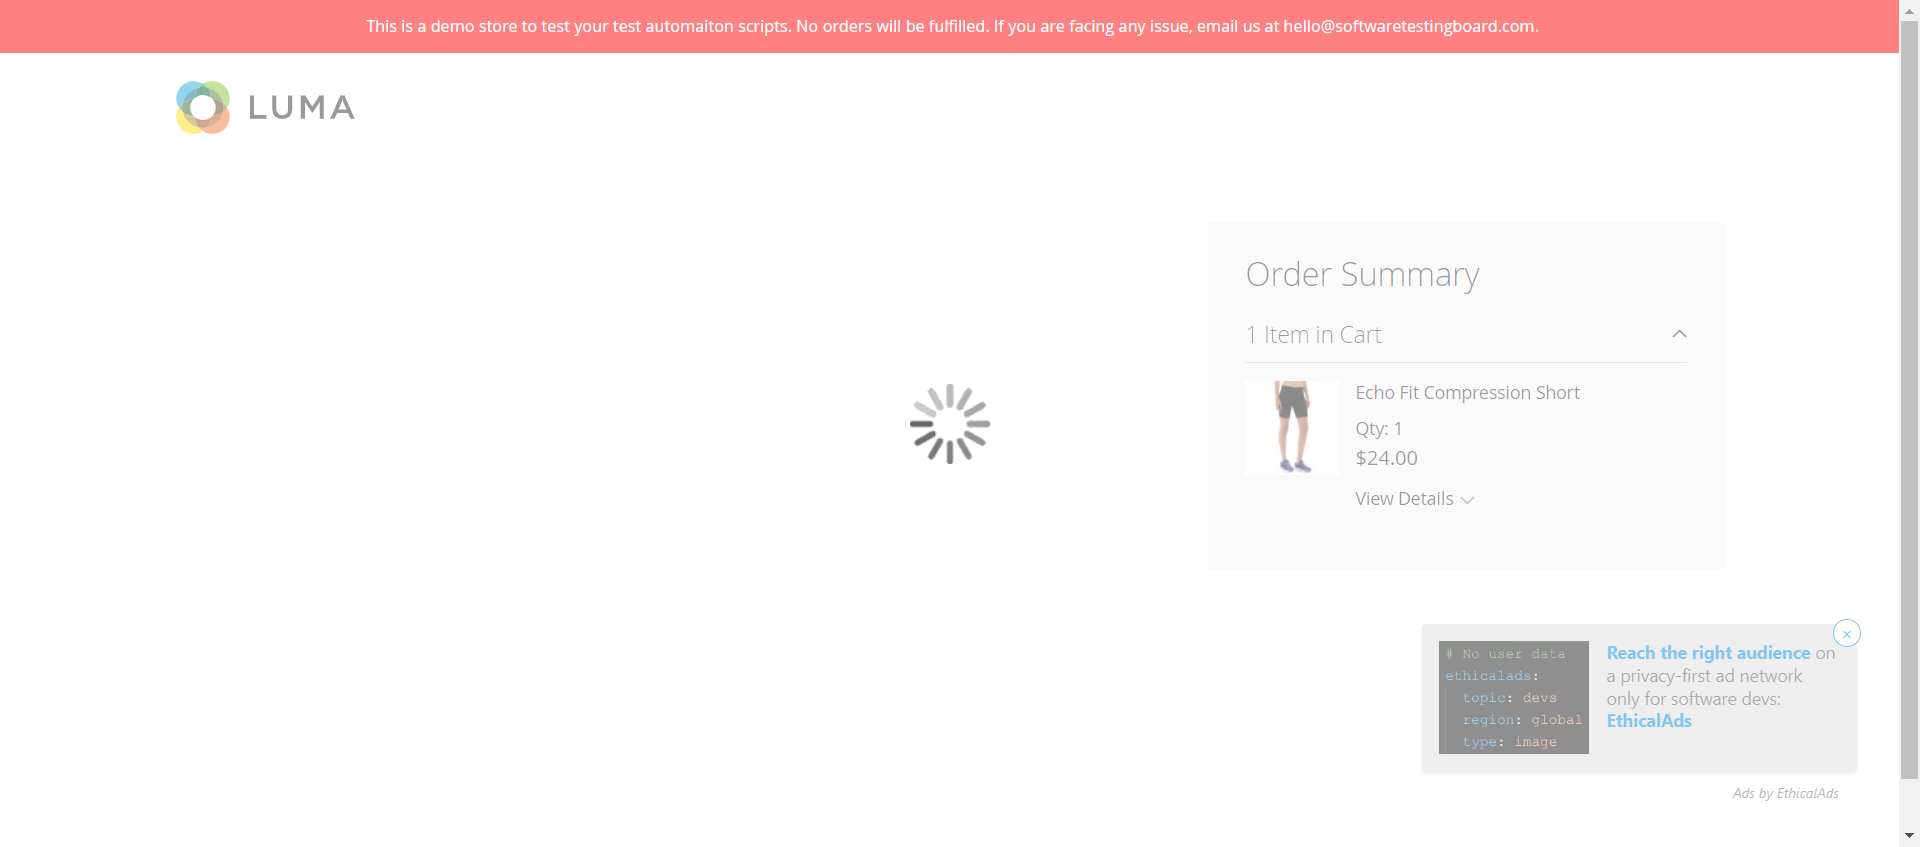 This is a demo store to test your test automaiton scripts. No orders will be fulfilled. If you are facing any issue, email us at hello@softwaretestingboard.com.
LUMA
Order Summary
1 Item in Cart
Echo Fit Compression Short
Qty: 1
$24.00
View Details
# No user data
ethicalads:
topic: devs
region: global
type: image
Reach the right audience on
a privacy-first ad network
only for software devs:
EthicalAds
Ads by EthicalAds